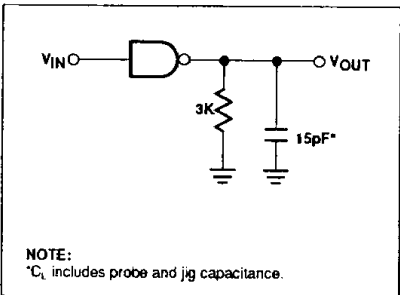 VIN
VOUT
3K
15pF*
NOTE:
*CL includes probe and jig capacitance.